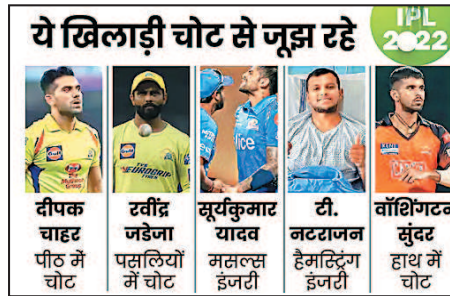 ये खिलाड़ी चोट से जूझ रहे
IPL
2022
दीपक
चाहर
पीठ में
चोट
रवींद्र
जडेजा
पसलियों
में चोट
सूर्यकुमार
यादव
मसल्स
इंजरी
टी.
नटराजन
हैमस्ट्रिंग
इंजरी
वॉशिंगटन
सुंदर
हाथ में
चोट